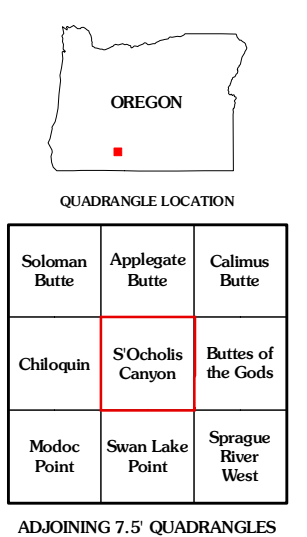 OREGON
QUADRANGLE LOCATION
Soloman
Butte
Applegate
Butte
Calimus
Butte
Chiloquin
S'Ocholis
Canyon
Buttes of
the Gods
Modoc
Point
Swan Lake
Point
Sprague
River
West
ADJOINING 7.5' QUADRANGLES